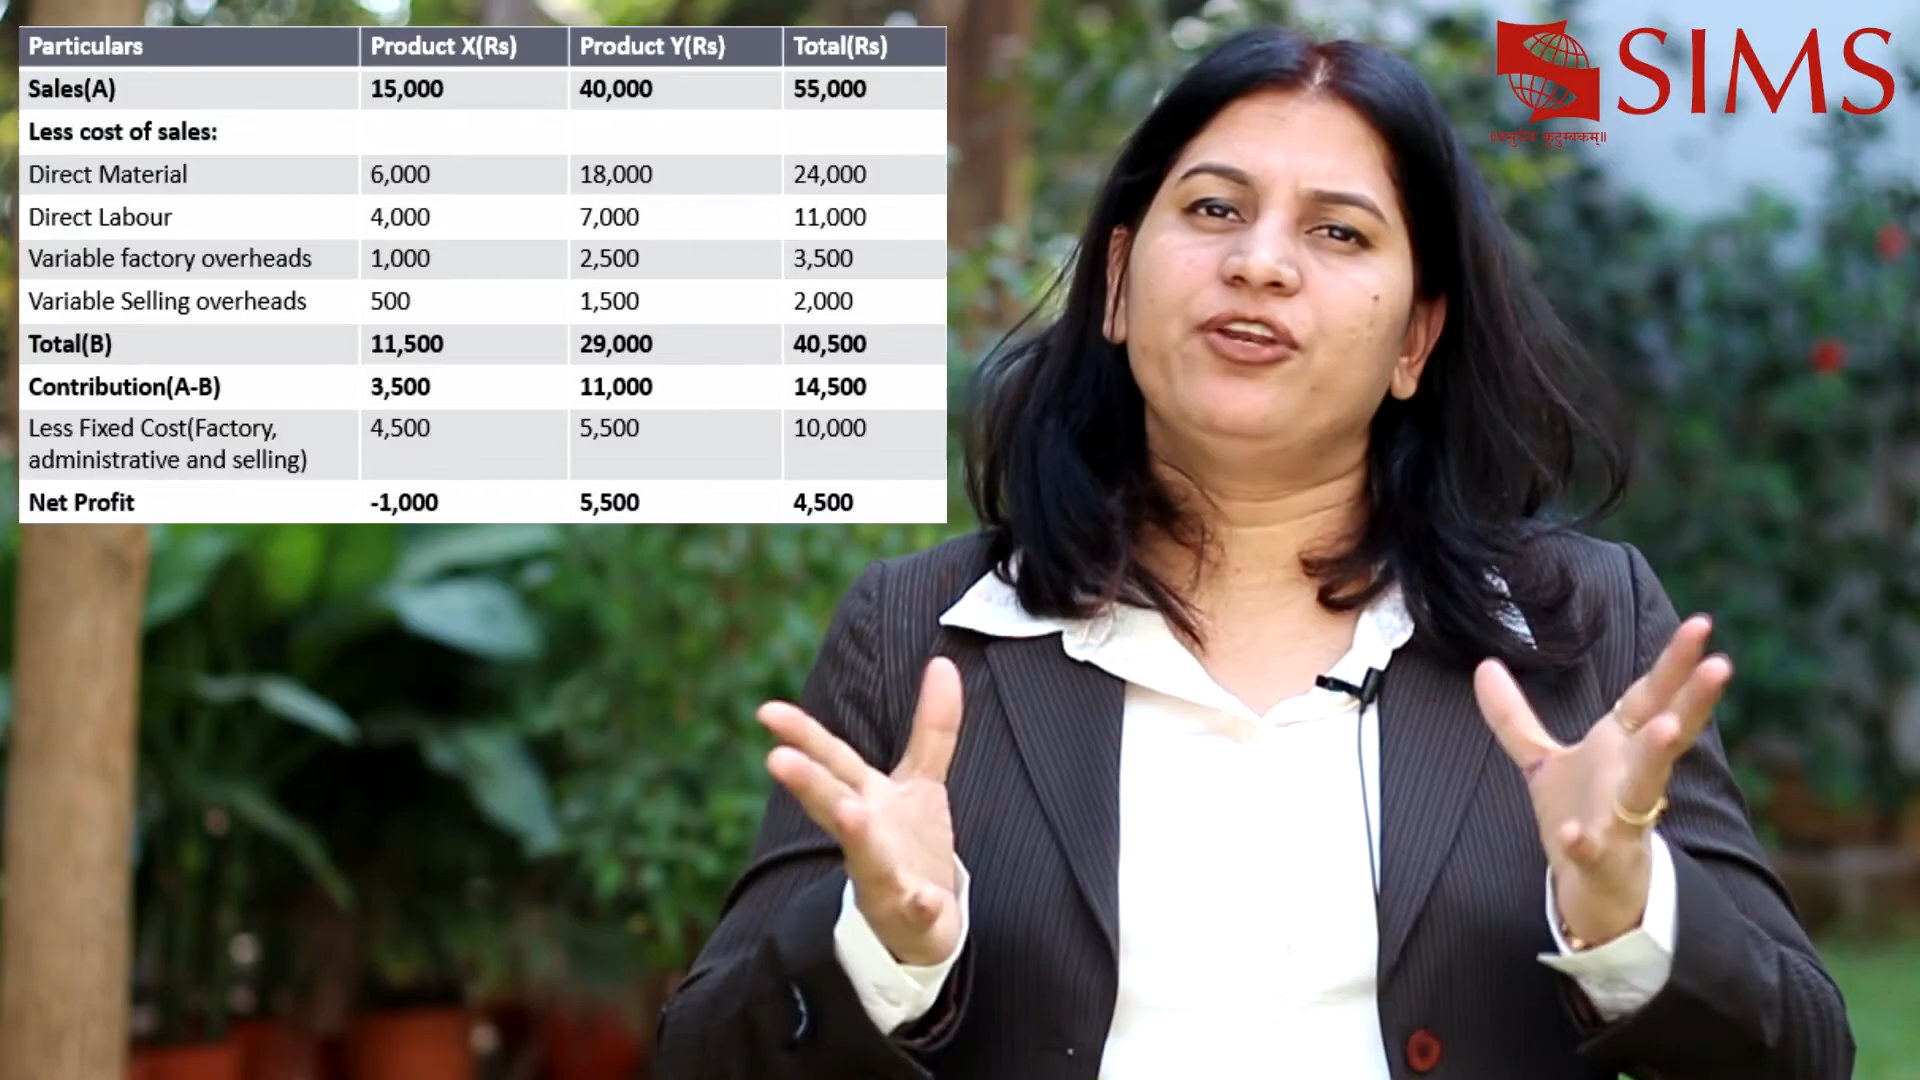 Particulars Product X(Rs) Product Y(Rs) Total(Rs)
Sales(A) 15,000 40,000 55,000
Less cost of sales:
Direct Material 6,000 18,000 24,000
Direct Labour 4,000 7,000 11,000
Variable factory overheads 1,000 2,500 3,500
Variable Selling overheads 500 1,500 2,000
Total(B) 11,500 29,000 40,500
Contribution(A-B) 3,500 11,000 14,500
Less Fixed Cost(Factory, 4,500 5,500 10,000
administrative and selling)
Net Profit -1,000 5,500 4,500
SIMS
॥वसुधैव कुटुम्बकम्॥